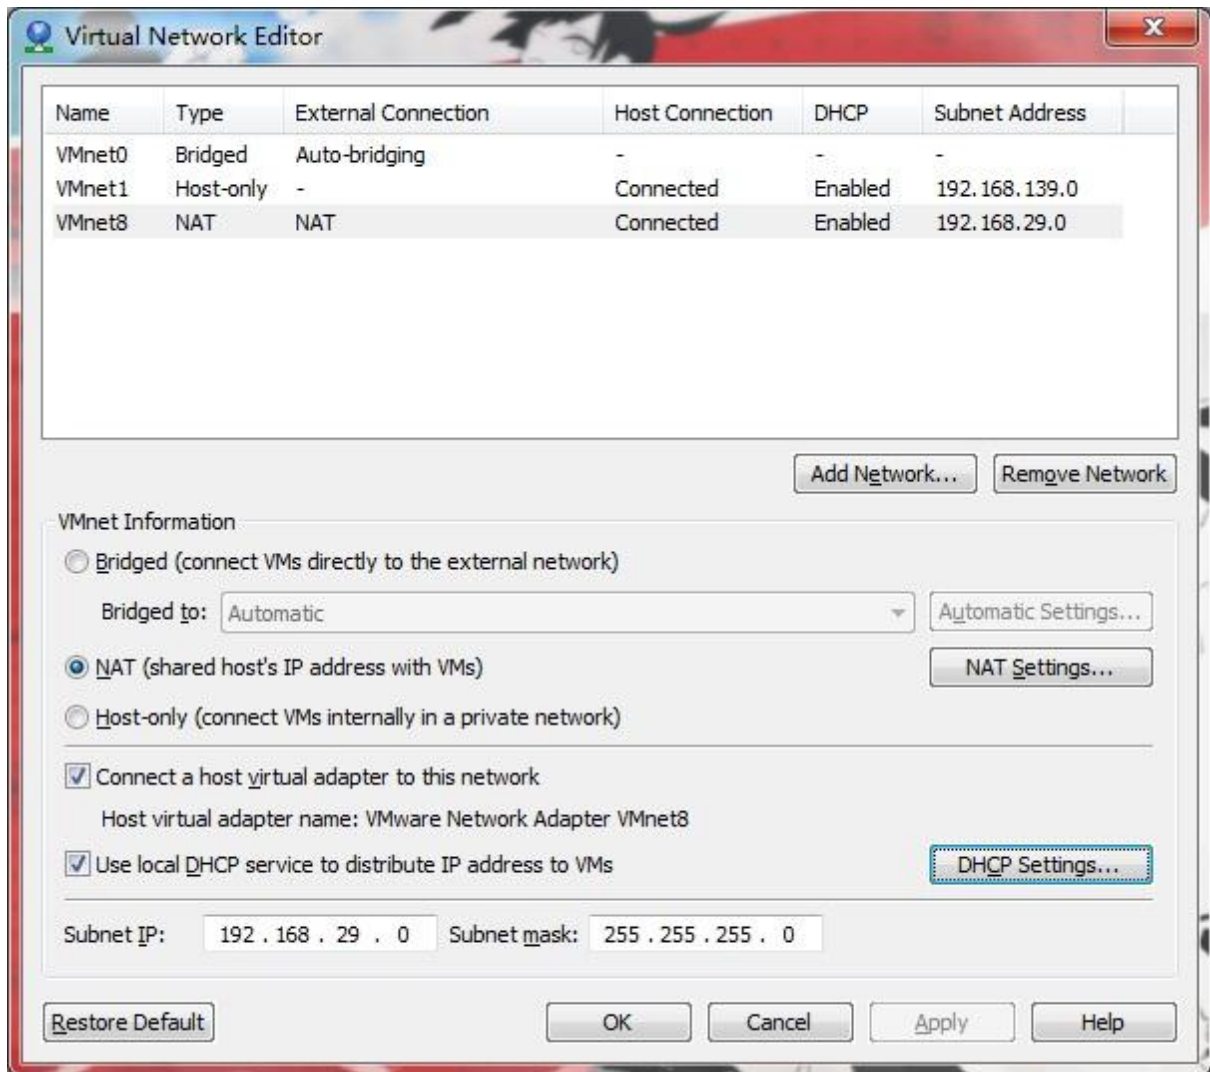 Virtual Network Editor
Name Type External Connection Host Connection DHCP Subnet Address
VMnet0 Bridged Auto-bridging - - -
VMnet1 Host-only - Connected Enabled 192.168.139.0
VMnet8 NAT NAT Connected Enabled 192.168.29.0
Add Network... Remove Network
VMnet Information
Bridged (connect VMs directly to the external network)
Bridged to: Automatic Automatic Settings...
NAT (shared host's IP address with VMs) NAT Settings...
Host-only (connect VMs internally in a private network)
Connect a host virtual adapter to this network
Host virtual adapter name: VMware Network Adapter VMnet8
Use local DHCP service to distribute IP address to VMs DHCP Settings...
Subnet IP: 192 . 168 . 29 . 0 Subnet mask: 255 . 255 . 255 . 0
Restore Default OK Cancel Apply Help